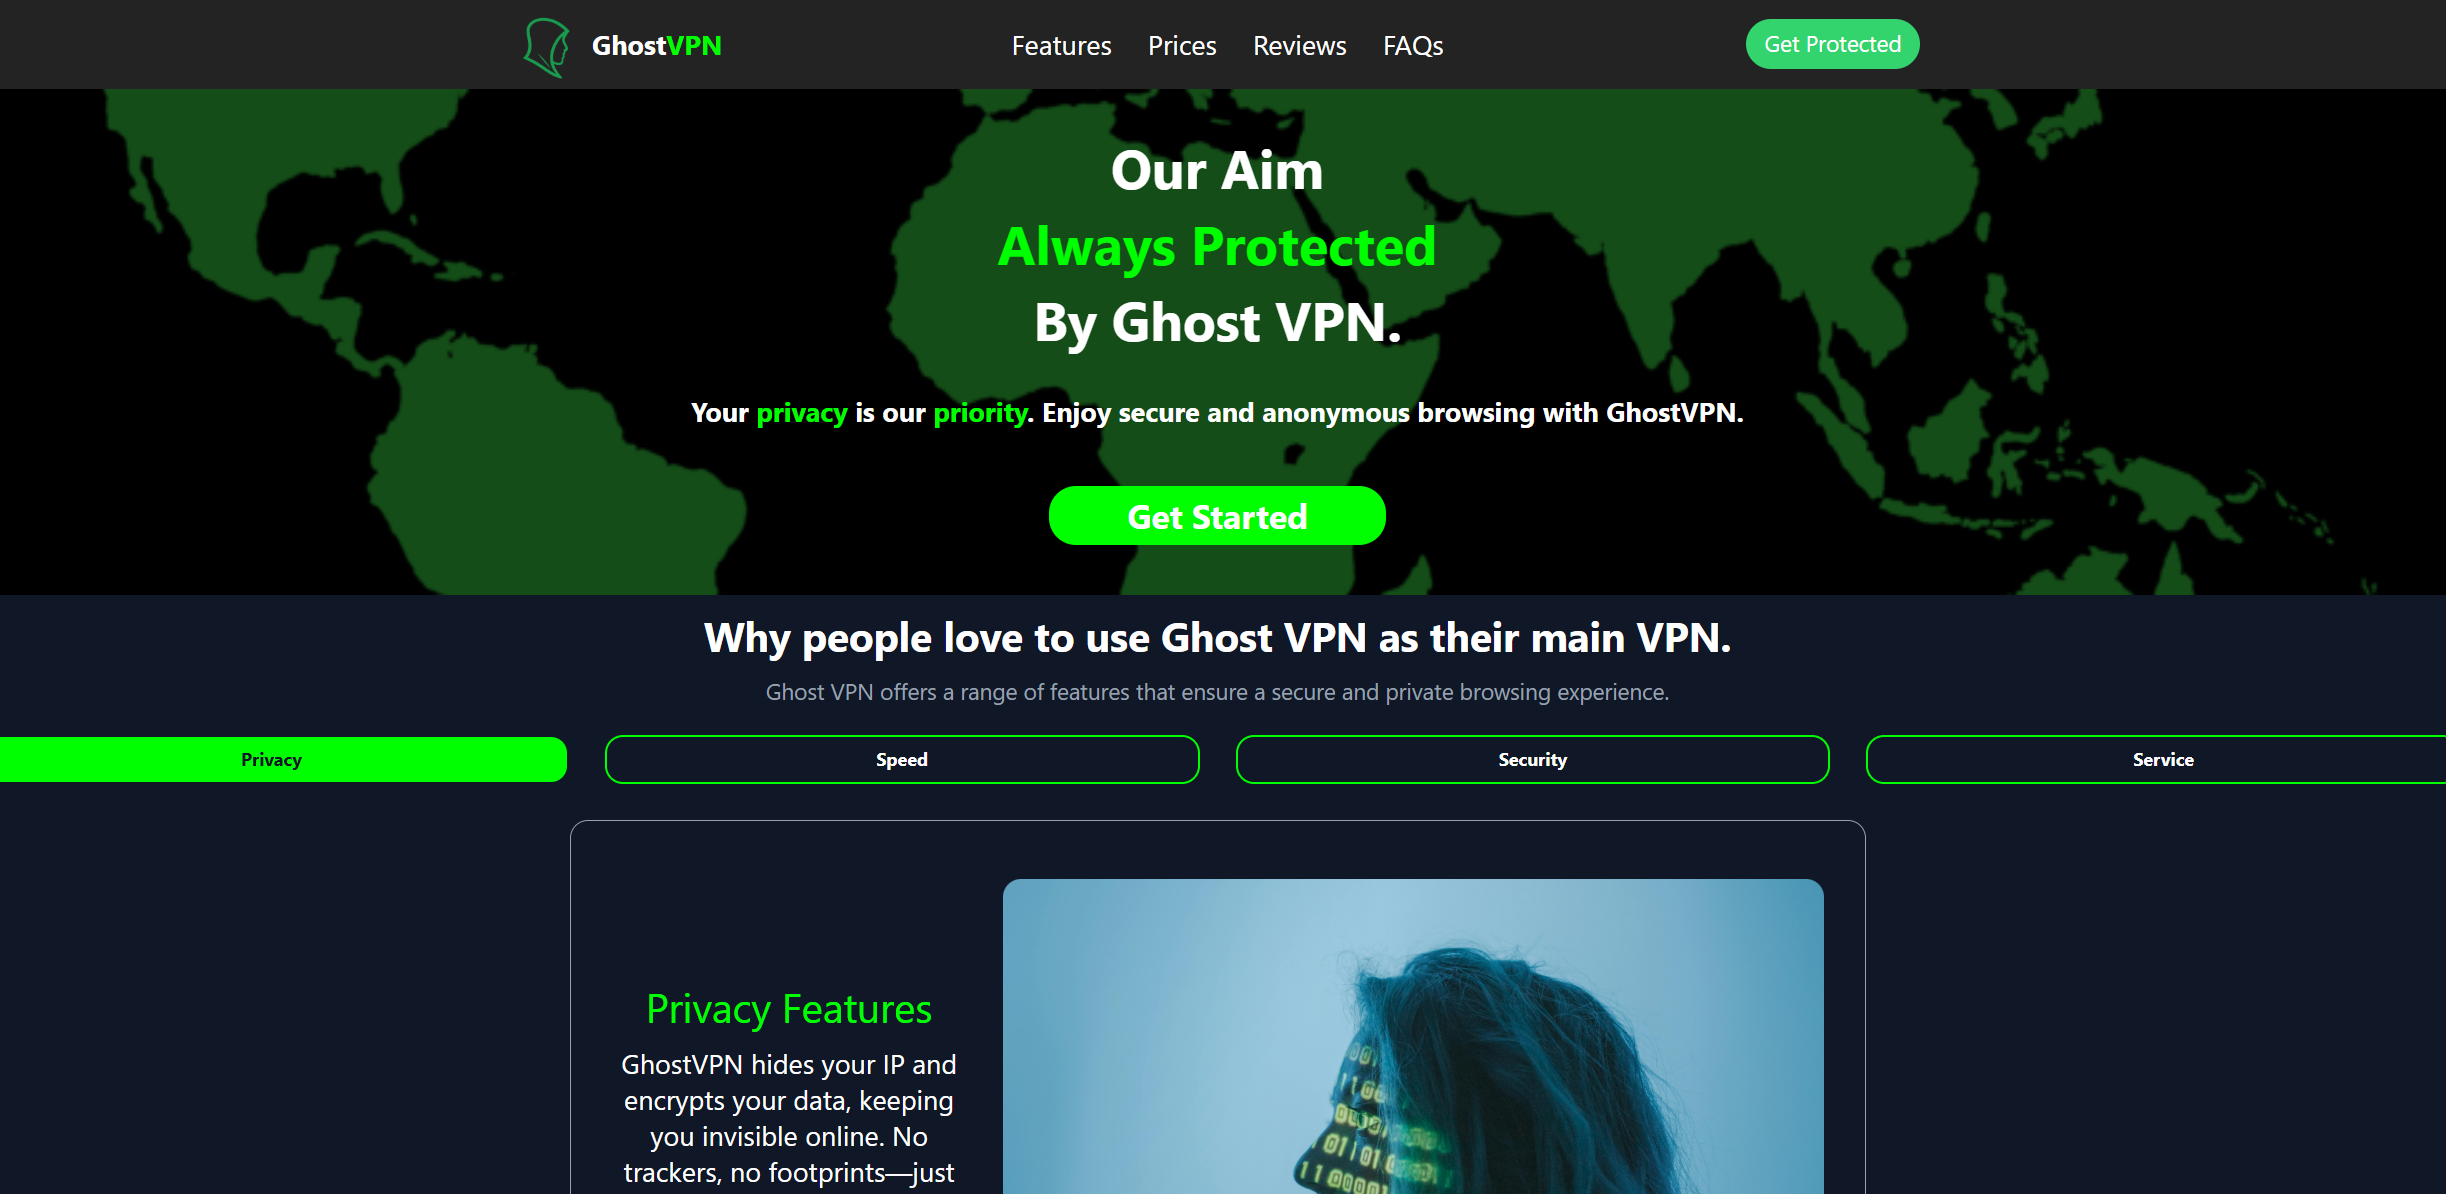 GhostVPN
Features Prices Reviews FAQs
Get Protected
Our Aim
Always Protected
By Ghost VPN.
Your privacy is our priority. Enjoy secure and anonymous browsing with GhostVPN.
Get Started
Why people love to use Ghost VPN as their main VPN.
Ghost VPN offers a range of features that ensure a secure and private browsing experience.
Privacy
Speed
Security
Service
Privacy Features
GhostVPN hides your IP and
encrypts your data, keeping
you invisible online. No
trackers, no footprints—just